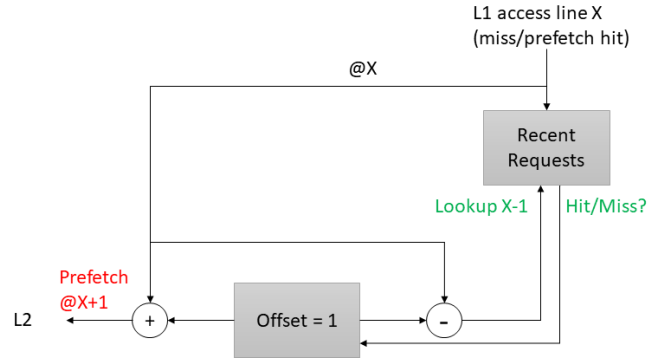 L1 access line X
(miss/prefetch hit)
@X
Recent
Requests
Lookup X-1
Hit/Miss?
Prefetch
@X+1
L2
+
Offset = 1
-